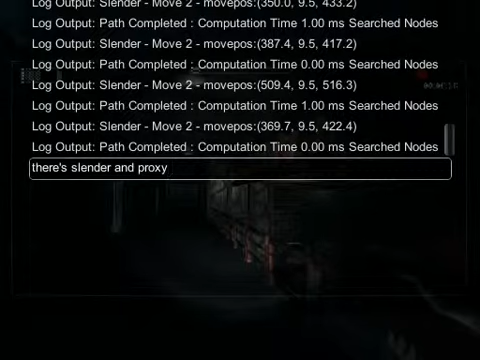 Log Output: Slender - Move 2 - movepos:(350.0, 9.5, 433.2)
Log Output: Path Completed : Computation Time 1.00 ms Searched Nodes
Log Output: Slender - Move 2 - movepos:(387.4, 9.5, 417.2)
Log Output: Path Completed : Computation Time 0.00 ms Searched Nodes
Log Output: Slender - Move 2 - movepos:(509.4, 9.5, 516.3)
Log Output: Path Completed : Computation Time 1.00 ms Searched Nodes
Log Output: Slender - Move 2 - movepos:(369.7, 9.5, 422.4)
Log Output: Path Completed : Computation Time 0.00 ms Searched Nodes
there's slender and proxy